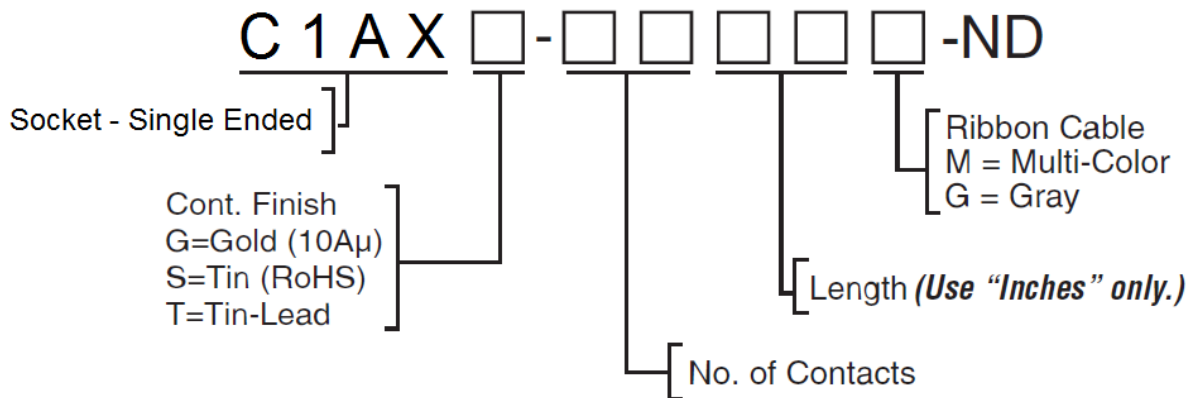 C 1 A X □ - □ □ □ □ □ -ND
Socket - Single Ended
Ribbon Cable
M = Multi-Color
G = Gray
Cont. Finish
G=Gold (10Aµ)
S=Tin (RoHS)
T=Tin-Lead
Length (Use “Inches” only.)
No. of Contacts